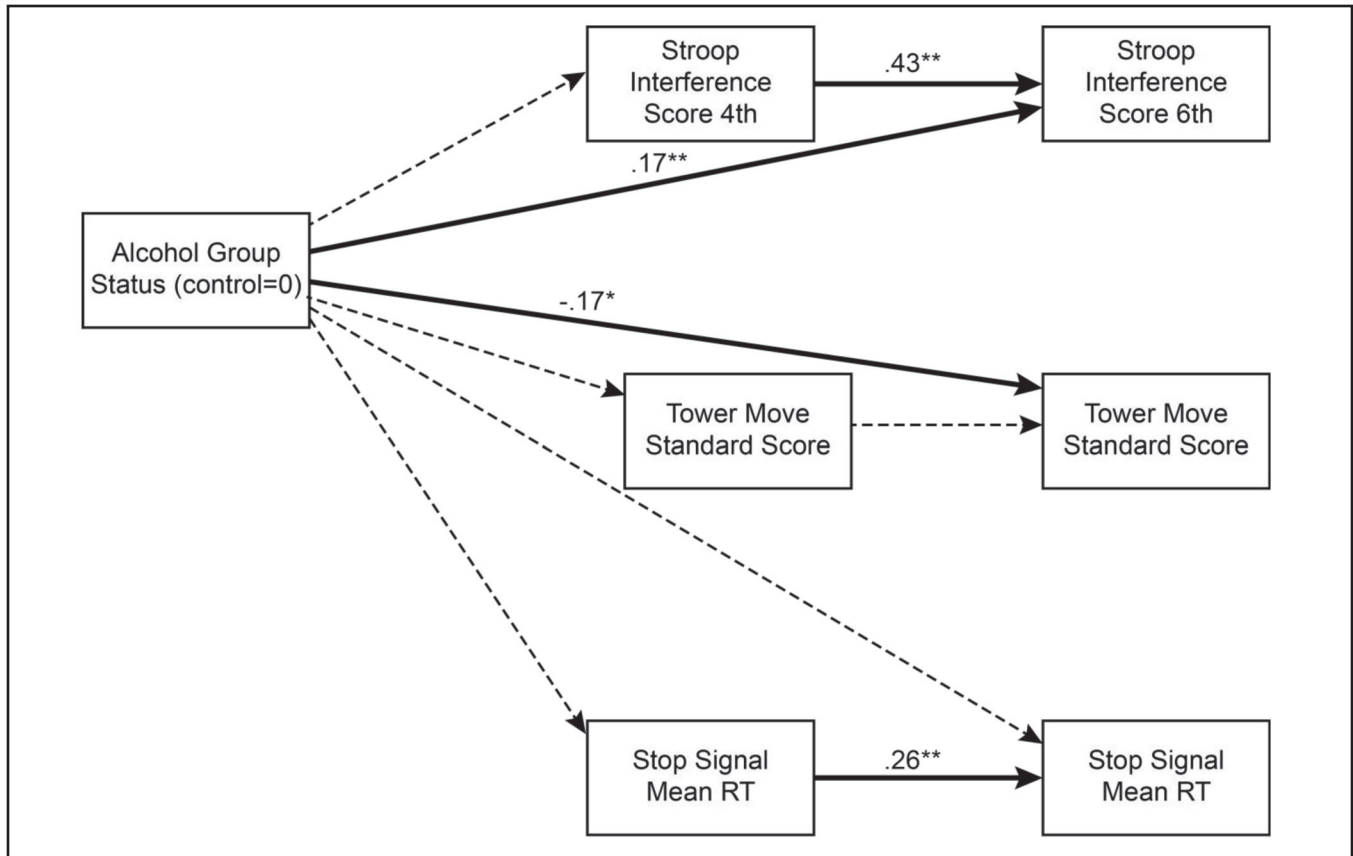 Stroop
Interference
Score 4th
.43**
Stroop
Interference
Score 6th
.17**
Alcohol Group
Status (control=0)
-.17*
Tower Move
Standard Score
Tower Move
Standard Score
Stop Signal
Mean RT
.26**
Stop Signal
Mean RT